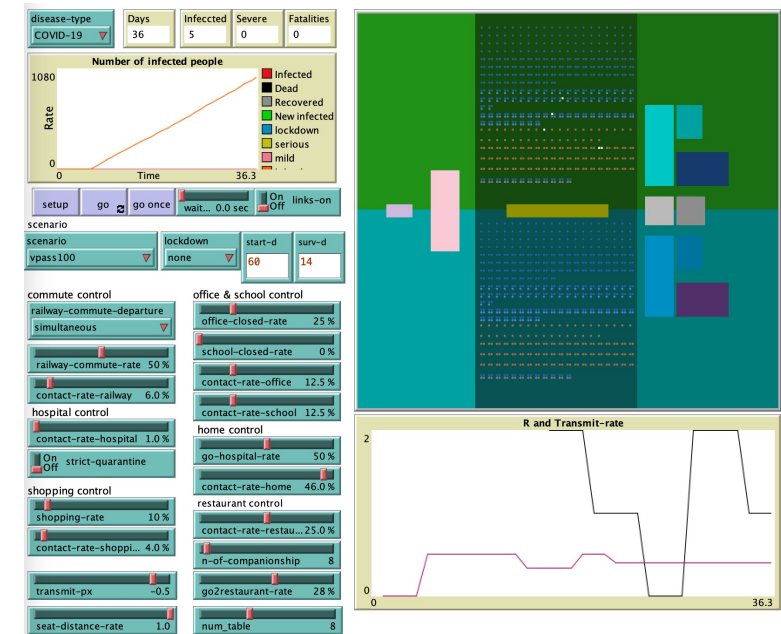 disease-type
COVID-19
Days
36
Infeccted
5
Severe
0
Fatalities
0
Number of infected people
1080
Rate
0
0
Time
36.3
Infected
Dead
Recovered
New infected
lockdown
serious
mild
setup
go
go once
wait... 0.0 sec
On
Off
links-on
scenario
scenario
vpass100
lockdown
none
start-d
60
surv-d
14
commute control
railway-commute-departure
simultaneous
railway-commute-rate 50 %
contact-rate-railway 6.0 %
hospital control
contact-rate-hospital 1.0 %
On
Off
strict-quarantine
shopping control
shopping-rate 10 %
contact-rate-shoppi... 4.0 %
transmit-px -0.5
seat-distance-rate 1.0
office & school control
office-closed-rate 25 %
school-closed-rate 0 %
contact-rate-office 12.5 %
contact-rate-school 12.5 %
home control
go-hospital-rate 50 %
contact-rate-home 46.0 %
restaurant control
contact-rate-restau... 25.0 %
n-of-companionship 8
go2restaurant-rate 28 %
num_table 8
R and Transmit-rate
2
0
0
36.3